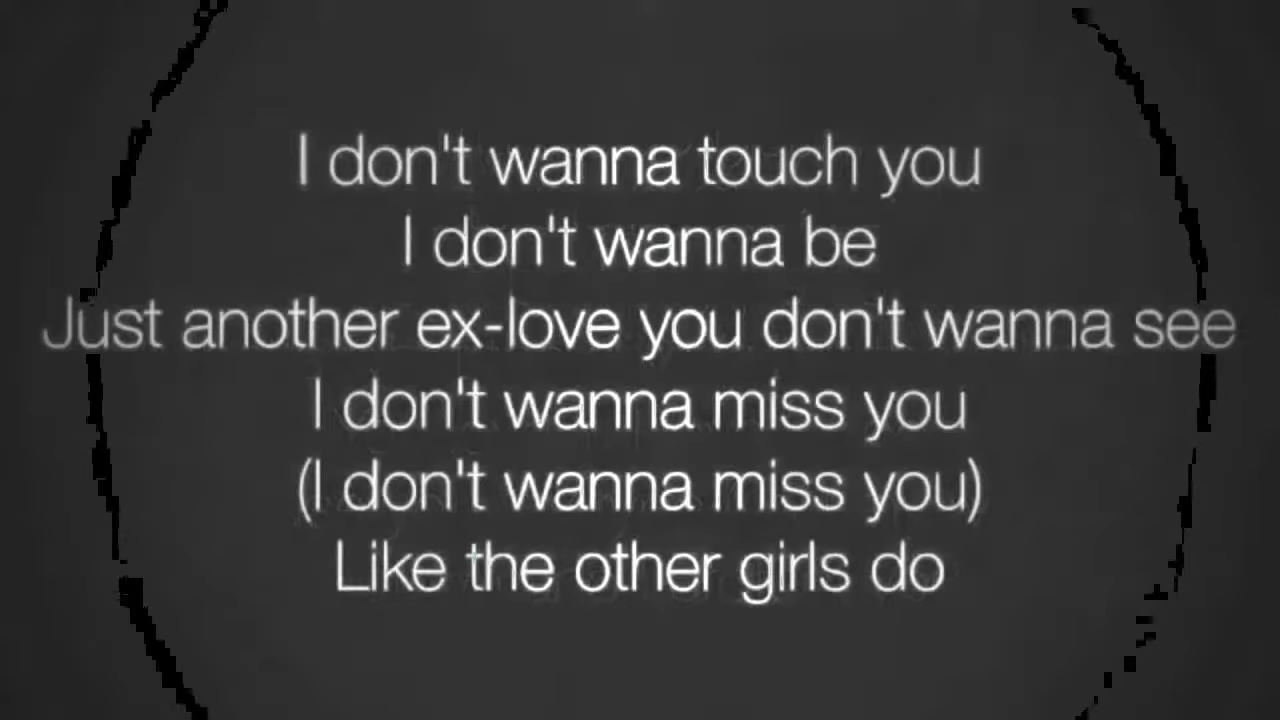 I don't wanna touch you
I don't wanna be
Just another ex-love you don't wanna see
I don't wanna miss you
(I don't wanna miss you)
Like the other girls do